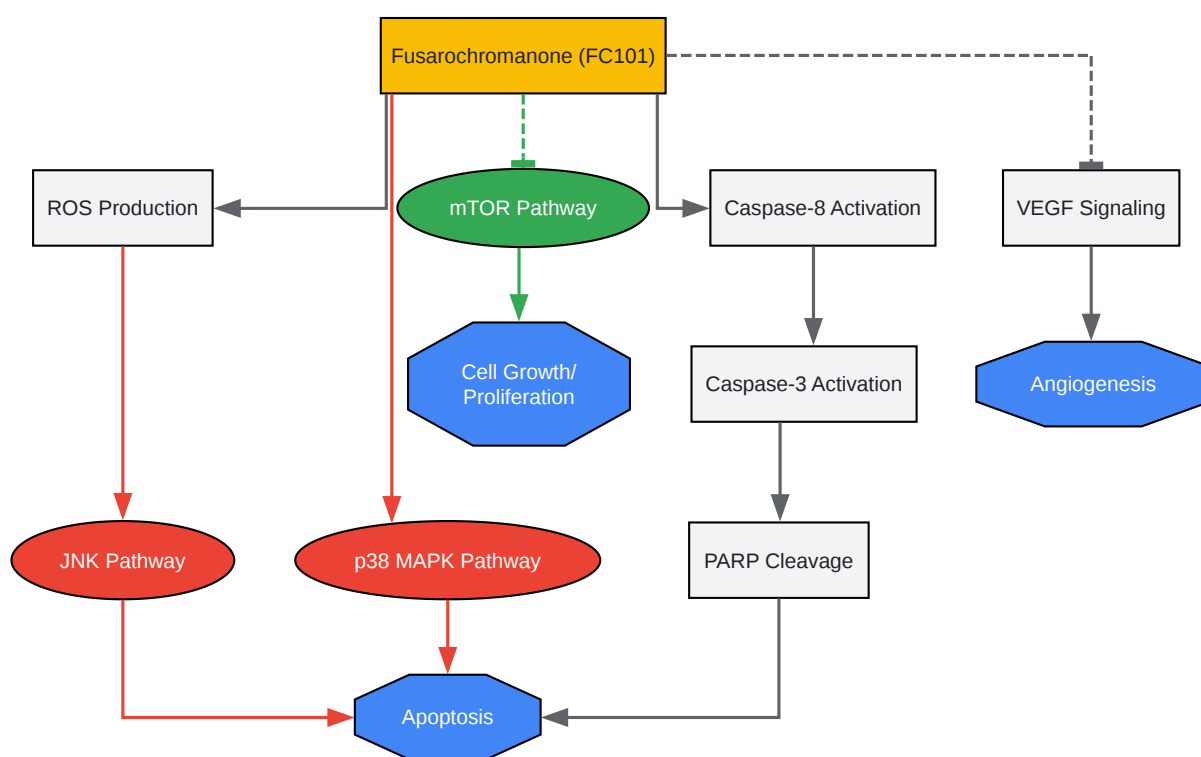 Fusarochromanone (FC101)
ROS Production
mTOR Pathway
Caspase-8 Activation
VEGF Signaling
Cell Growth/
Proliferation
Caspase-3 Activation
Angiogenesis
JNK Pathway
p38 MAPK Pathway
PARP Cleavage
Apoptosis